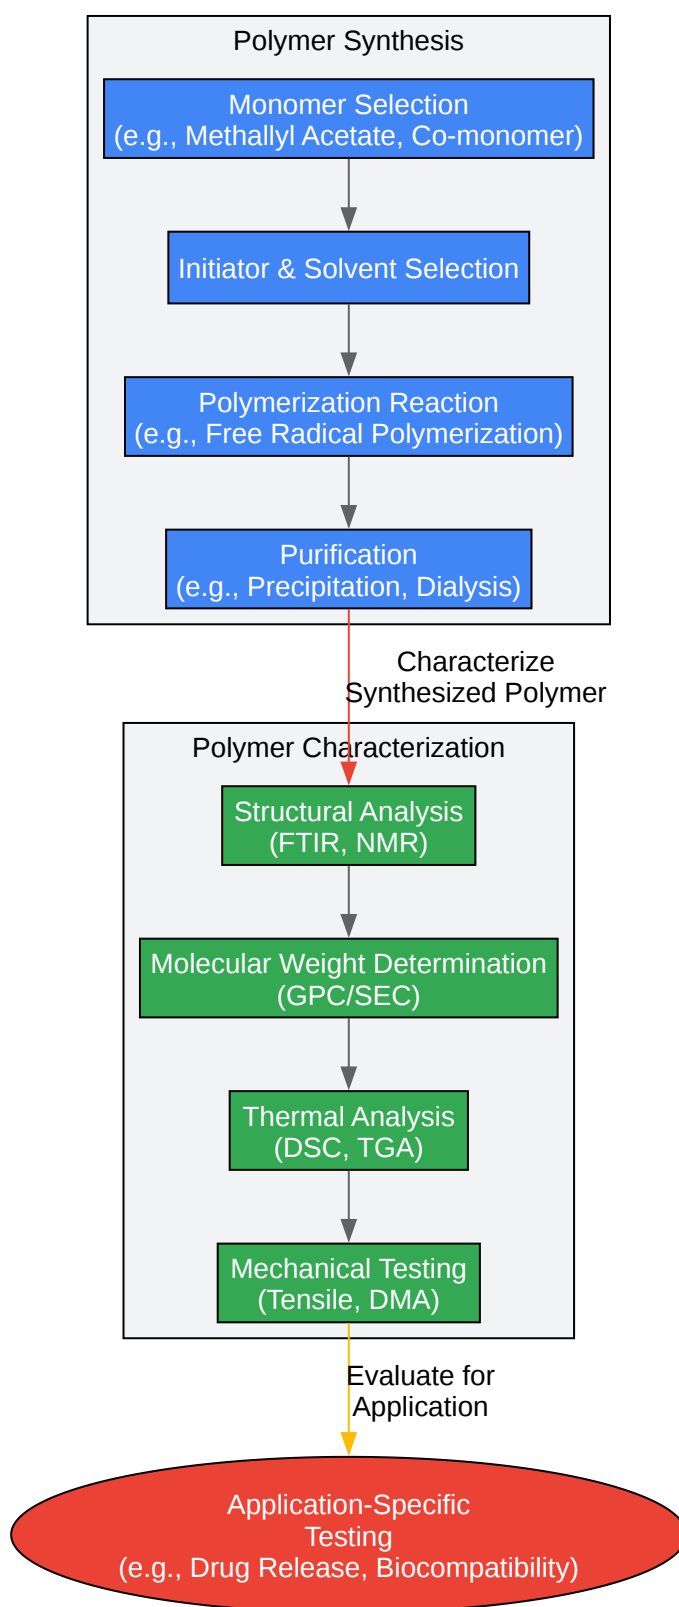 Polymer Synthesis
Monomer Selection
(e.g., Methallyl Acetate, Co-monomer)
Initiator & Solvent Selection
Polymerization Reaction
(e.g., Free Radical Polymerization)
Purification
(e.g., Precipitation, Dialysis)
Characterize
Synthesized Polymer
Polymer Characterization
Structural Analysis
(FTIR, NMR)
Molecular Weight Determination
(GPC/SEC)
Thermal Analysis
(DSC, TGA)
Mechanical Testing
(Tensile, DMA)
Evaluate for
Application
Application-Specific
Testing
(e.g., Drug Release, Biocompatibility)